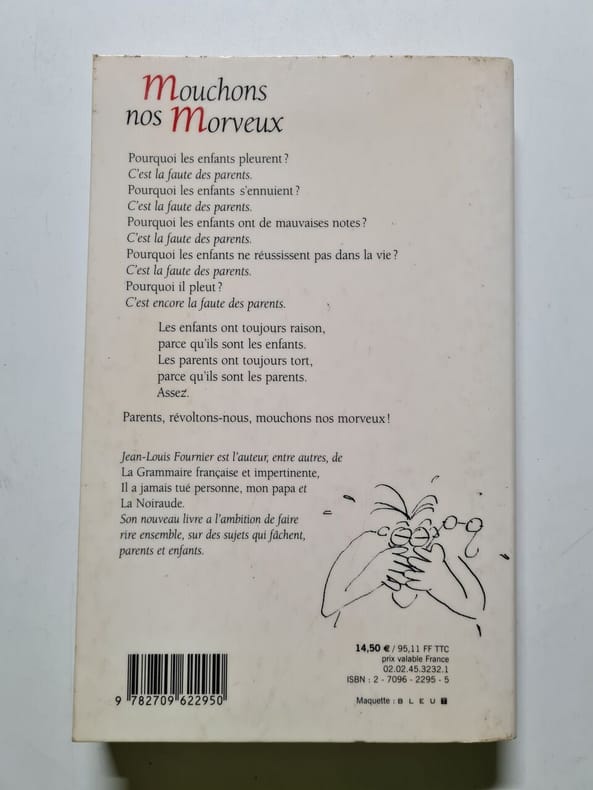 Mouchons
nos Morveux
Pourquoi les enfants pleurent ?
C'est la faute des parents.
Pourquoi les enfants s'ennuient ?
C'est la faute des parents.
Pourquoi les enfants ont de mauvaises notes ?
C'est la faute des parents.
Pourquoi les enfants ne réussissent pas dans la vie ?
C'est la faute des parents.
Pourquoi il pleut ?
C'est encore la faute des parents.
Les enfants ont toujours raison,
parce qu'ils sont les enfants.
Les parents ont toujours tort,
parce qu'ils sont les parents.
Assez.
Parents, révoltons-nous, mouchons nos morveux !
Jean-Louis Fournier est l'auteur, entre autres, de
La Grammaire française et impertinente,
Il a jamais tué personne, mon papa et
La Noiraude.
Son nouveau livre a l'ambition de faire
rire ensemble, sur des sujets qui fâchent,
parents et enfants.
14,50 € / 95,11 FF TTC
prix valable France
02.02.45.3232.1
ISBN : 2 - 7096 - 2295 - 5
9 782709 622950
Maquette : BLEU T